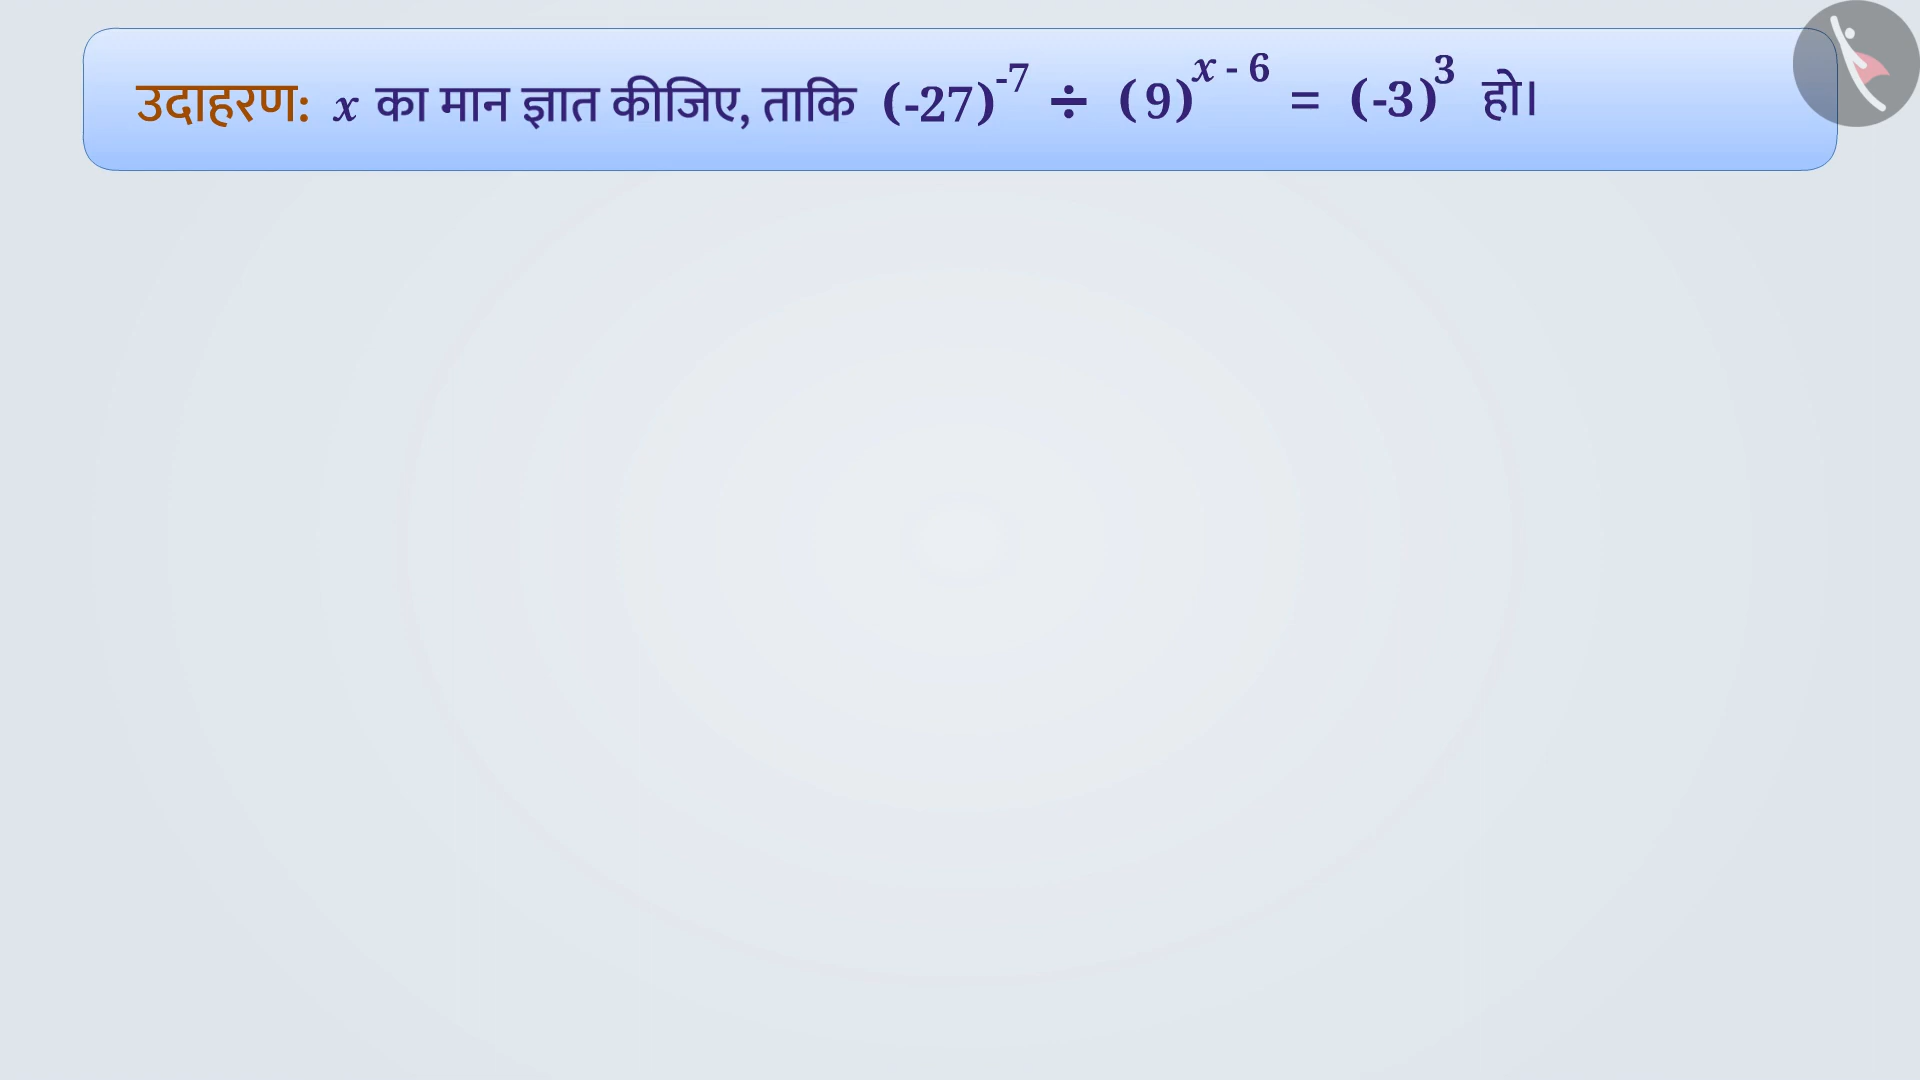 उदाहरण: x का मान ज्ञात कीजिए, ताकि (-27)^-7 ÷ (9)^x - 6 = (-3)^3 हो।